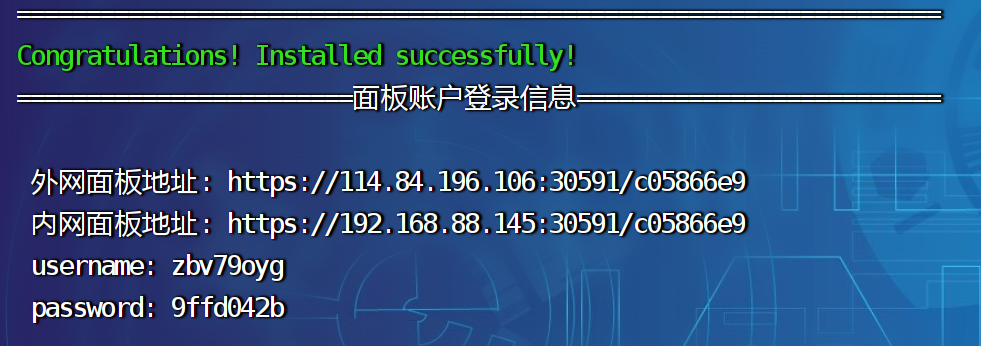 ==================================================================
Congratulations! Installed successfully!
========================面板账户登录信息==========================
外网面板地址: https://114.84.196.106:30591/c05866e9
内网面板地址: https://192.168.88.145:30591/c05866e9
username: zbv79oyg
password: 9ffd042b